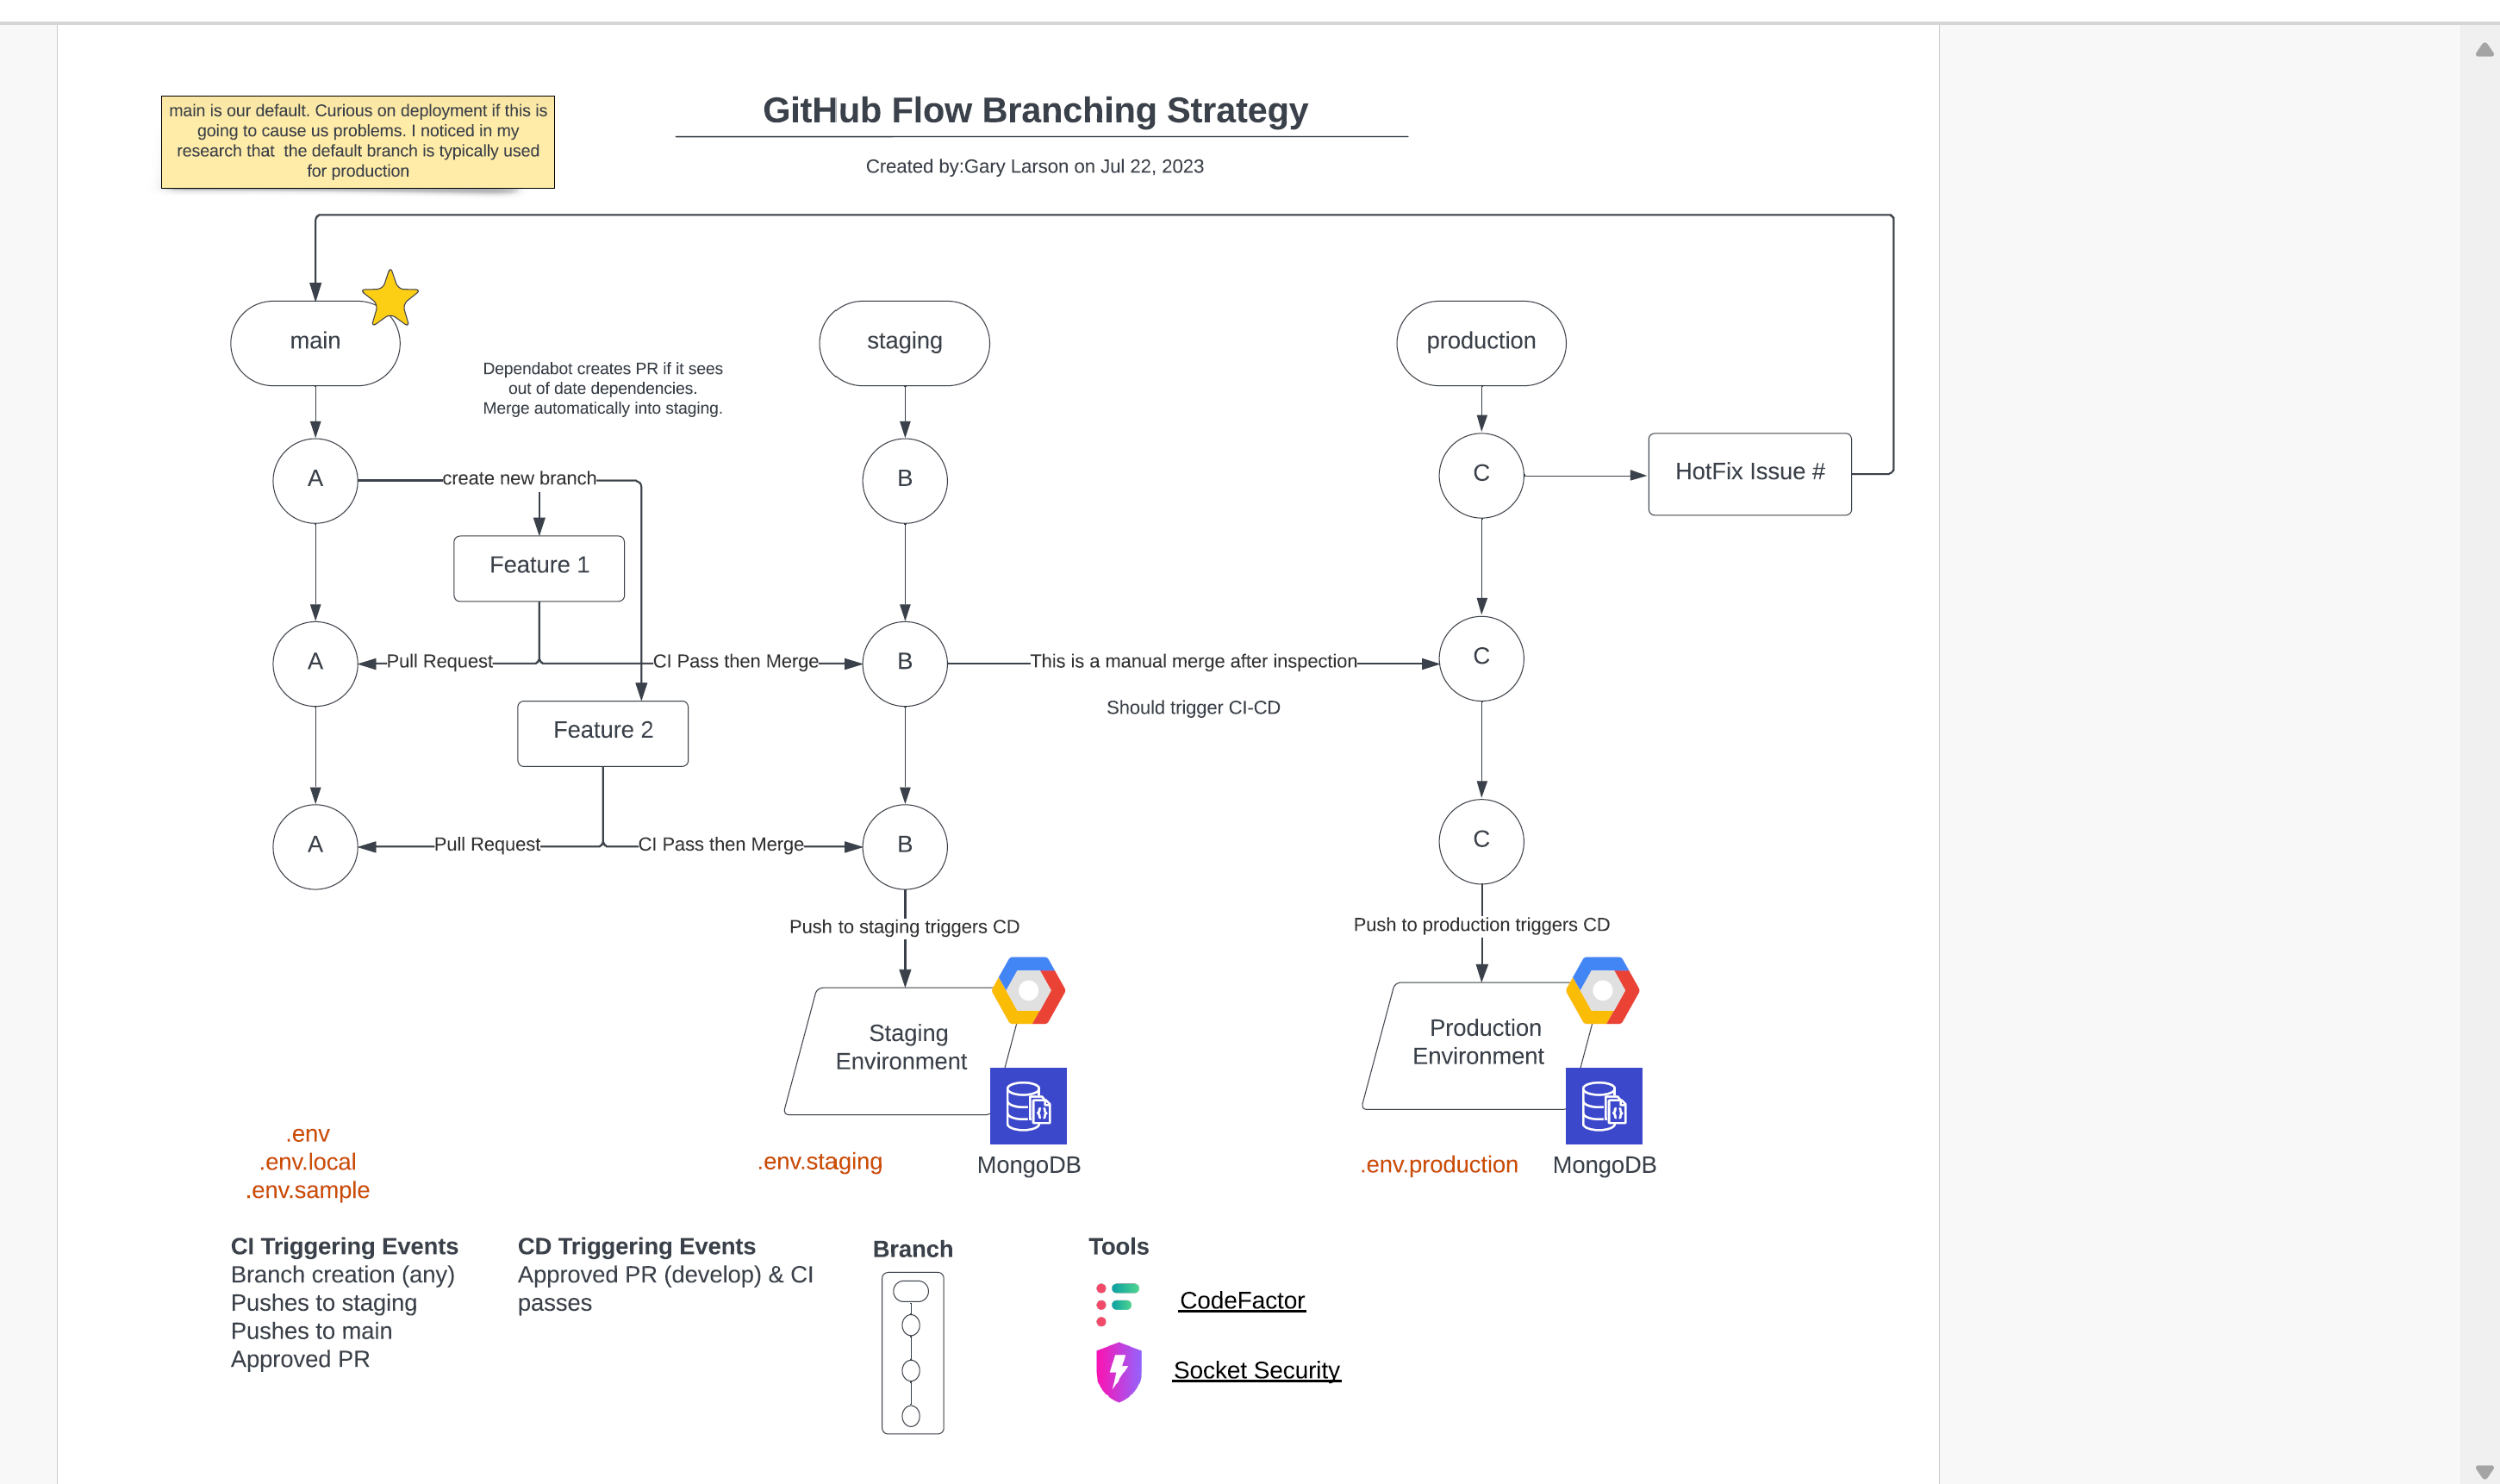 main is our default. Curious on deployment if this is
going to cause us problems. I noticed in my
research that  the default branch is typically used
for production
GitHub Flow Branching Strategy
Created by:Gary Larson on Jul 22, 2023
main
staging
production
Dependabot creates PR if it sees
out of date dependencies.
Merge automatically into staging.
A
create new branch
B
C
HotFix Issue #
Feature 1
A
Pull Request
CI Pass then Merge
B
This is a manual merge after inspection
C
Should trigger CI-CD
Feature 2
A
Pull Request
CI Pass then Merge
B
C
Push to staging triggers CD
Push to production triggers CD
Staging
Environment
Production
Environment
.env
.env.local
.env.sample
.env.staging
MongoDB
.env.production
MongoDB
CI Triggering Events
Branch creation (any)
Pushes to staging
Pushes to main
Approved PR
CD Triggering Events
Approved PR (develop) & CI
passes
Branch
Tools
CodeFactor
Socket Security